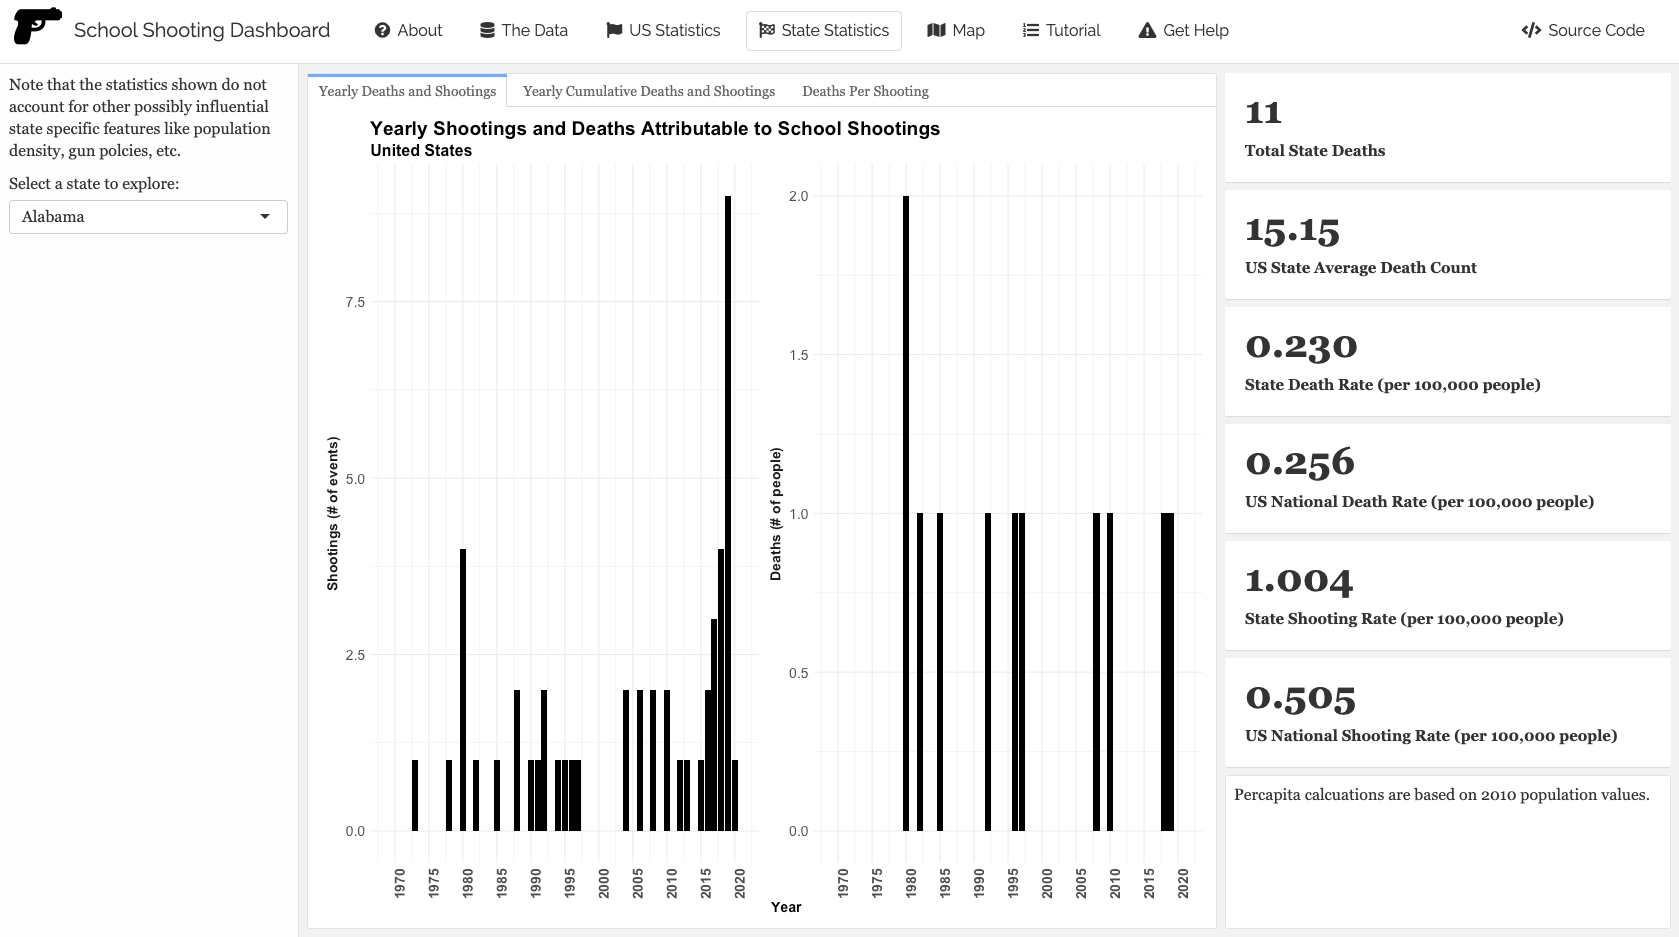 School Shooting Dashboard
About
The Data
US Statistics
State Statistics
Map
Tutorial
Get Help
Source Code
Note that the statistics shown do not
account for other possibly influential
state specific features like population
density, gun polcies, etc.
Select a state to explore:
Alabama
Yearly Deaths and Shootings
Yearly Cumulative Deaths and Shootings
Deaths Per Shooting
Yearly Shootings and Deaths Attributable to School Shootings
United States
Shootings (# of events)
7.5
5.0
2.5
0.0
1970 1975 1980 1985 1990 1995 2000 2005 2010 2015 2020
Deaths (# of people)
2.0
1.5
1.0
0.5
0.0
1970 1975 1980 1985 1990 1995 2000 2005 2010 2015 2020
Year
11
Total State Deaths
15.15
US State Average Death Count
0.230
State Death Rate (per 100,000 people)
0.256
US National Death Rate (per 100,000 people)
1.004
State Shooting Rate (per 100,000 people)
0.505
US National Shooting Rate (per 100,000 people)
Percapita calcuations are based on 2010 population values.